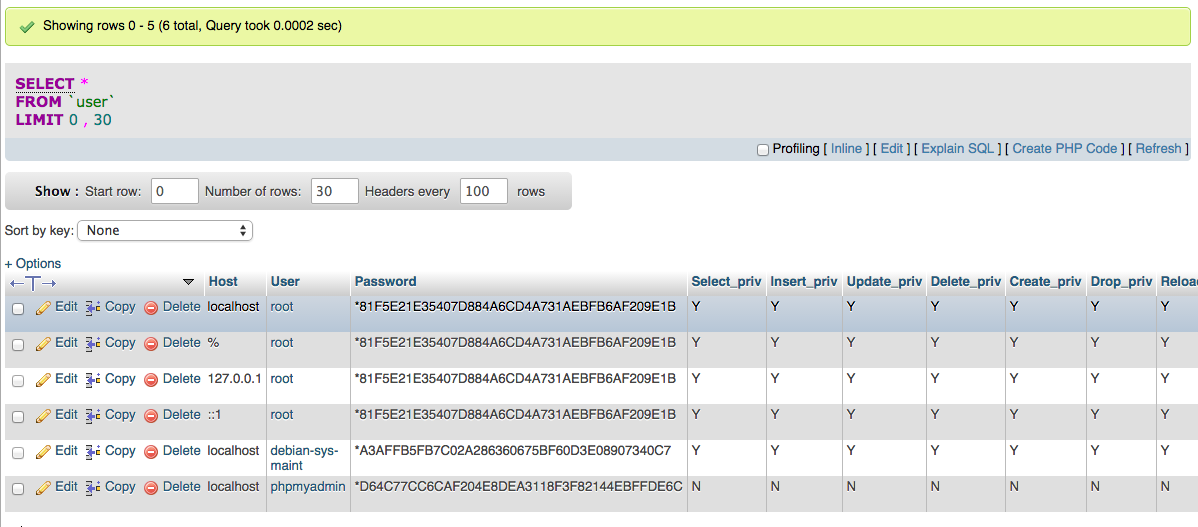 Showing rows 0 - 5 (6 total, Query took 0.0002 sec)
SELECT *
FROM `user`
LIMIT 0 , 30
Profiling [ Inline ] [ Edit ] [ Explain SQL ] [ Create PHP Code ] [ Refresh ]
Show : Start row: 0 Number of rows: 30 Headers every 100 rows
Sort by key: None
+ Options
Host User Password Select_priv Insert_priv Update_priv Delete_priv Create_priv Drop_priv Reloa
Edit Copy Delete localhost root *81F5E21E35407D884A6CD4A731AEBFB6AF209E1B Y Y Y Y Y Y Y
Edit Copy Delete % root *81F5E21E35407D884A6CD4A731AEBFB6AF209E1B Y Y Y Y Y Y Y
Edit Copy Delete 127.0.0.1 root *81F5E21E35407D884A6CD4A731AEBFB6AF209E1B Y Y Y Y Y Y Y
Edit Copy Delete ::1 root *81F5E21E35407D884A6CD4A731AEBFB6AF209E1B Y Y Y Y Y Y Y
Edit Copy Delete localhost debian-sys- *A3AFFB5FB7C02A286360675BF60D3E08907340C7 Y Y Y Y Y Y Y
maint
Edit Copy Delete localhost phpmyadmin *D64C77CC6CAF204E8DEA3118F3F82144EBFFDE6C N N N N N N N